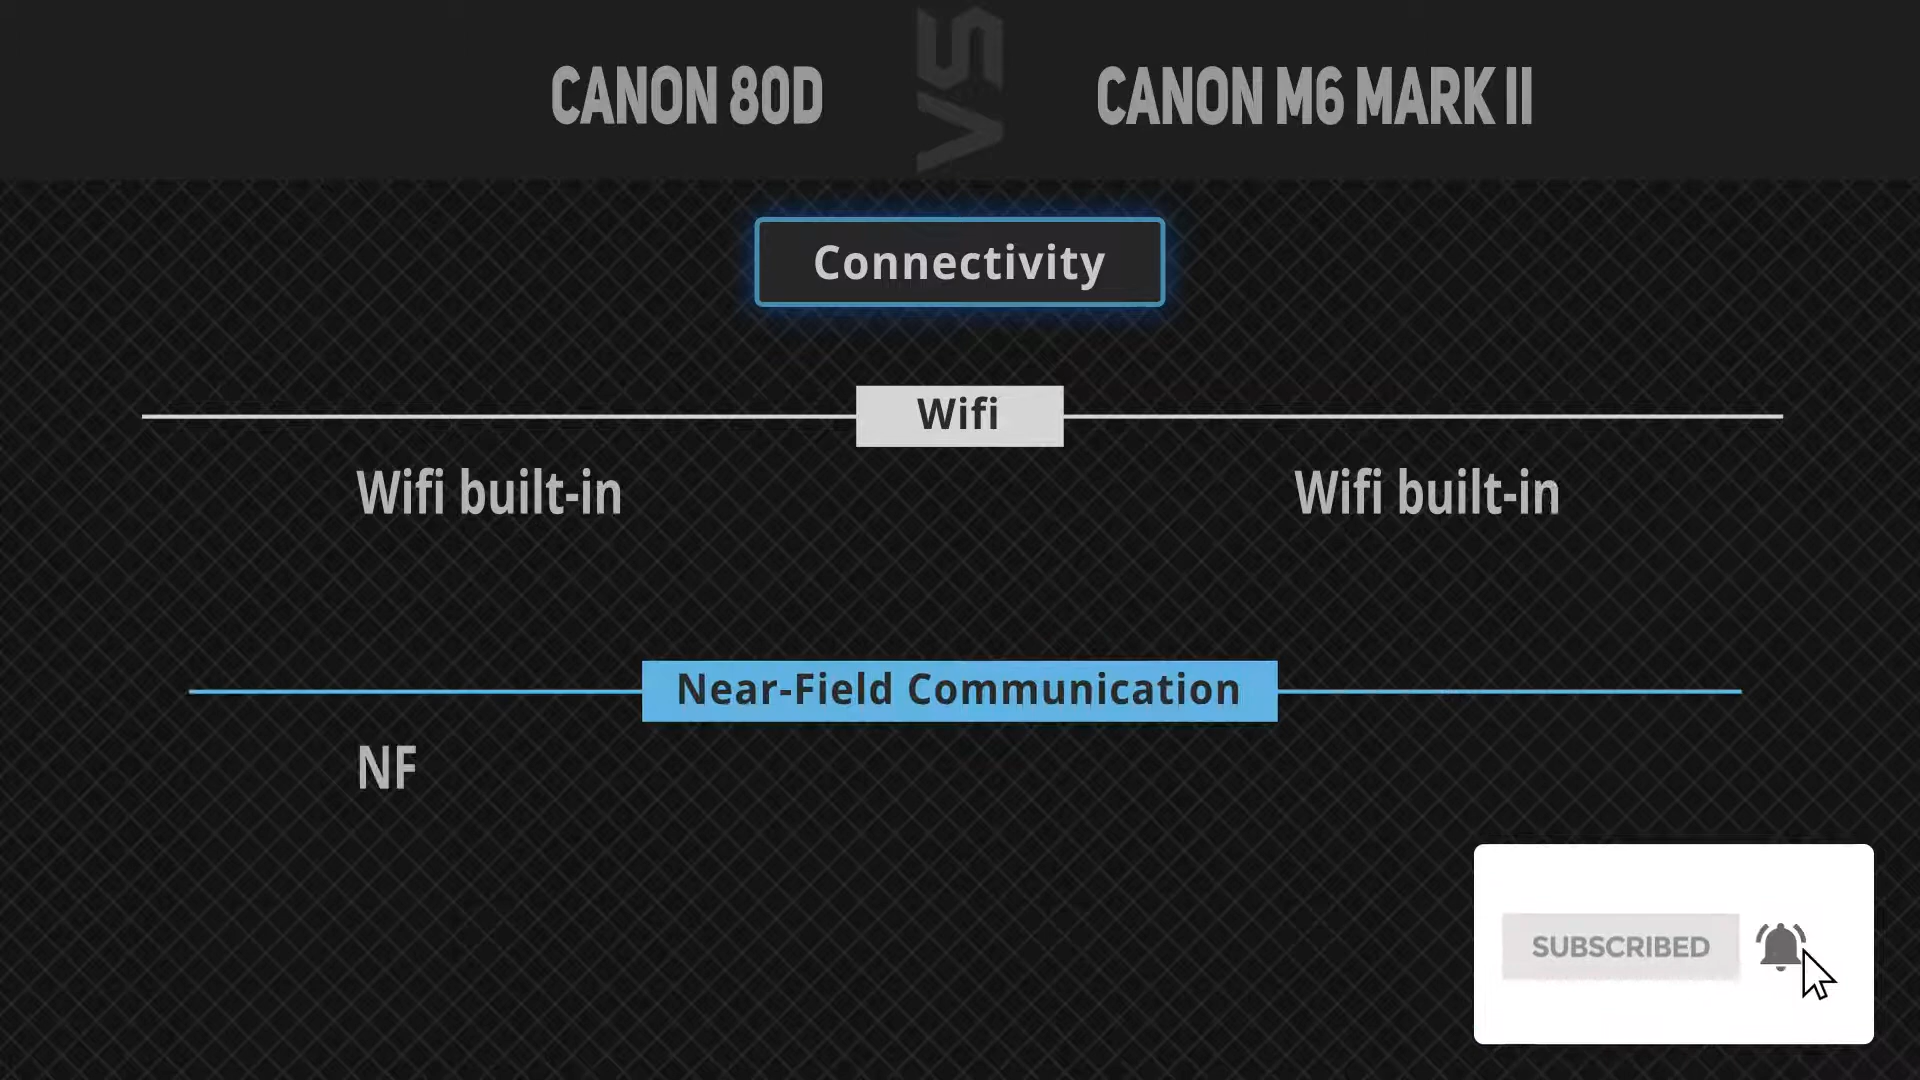 CANON 80D VS CANON M6 MARK II
Connectivity
Wifi
Wifi built-in Wifi built-in
Near-Field Communication
NF
SUBSCRIBED